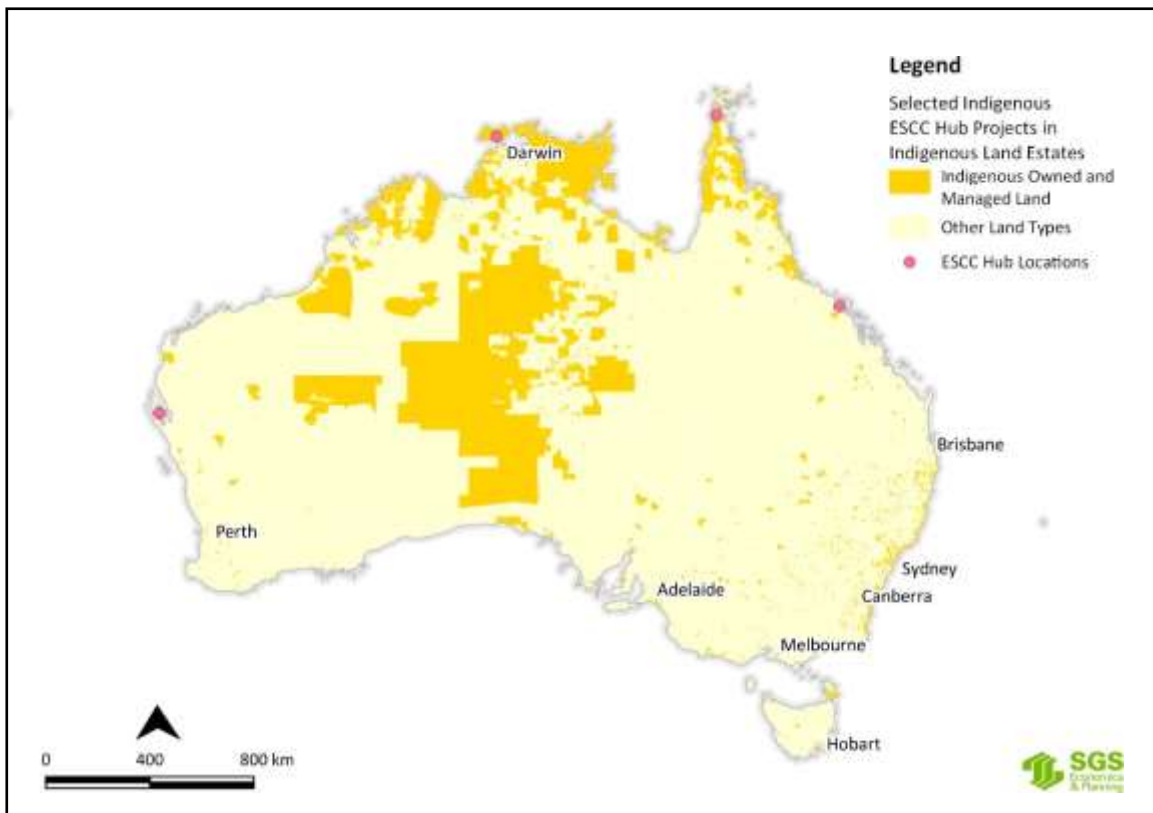 Legend
Selected Indigenous
ESCC Hub Projects in
Indigenous Land Estates
Indigenous Owned and
Managed Land
Other Land Types
ESCC Hub Locations
Darwin
Brisbane
Perth
Sydney
Adelaide
Canberra
Melbourne
Hobart
0 400 800 km
SGS
Economics
& Planning